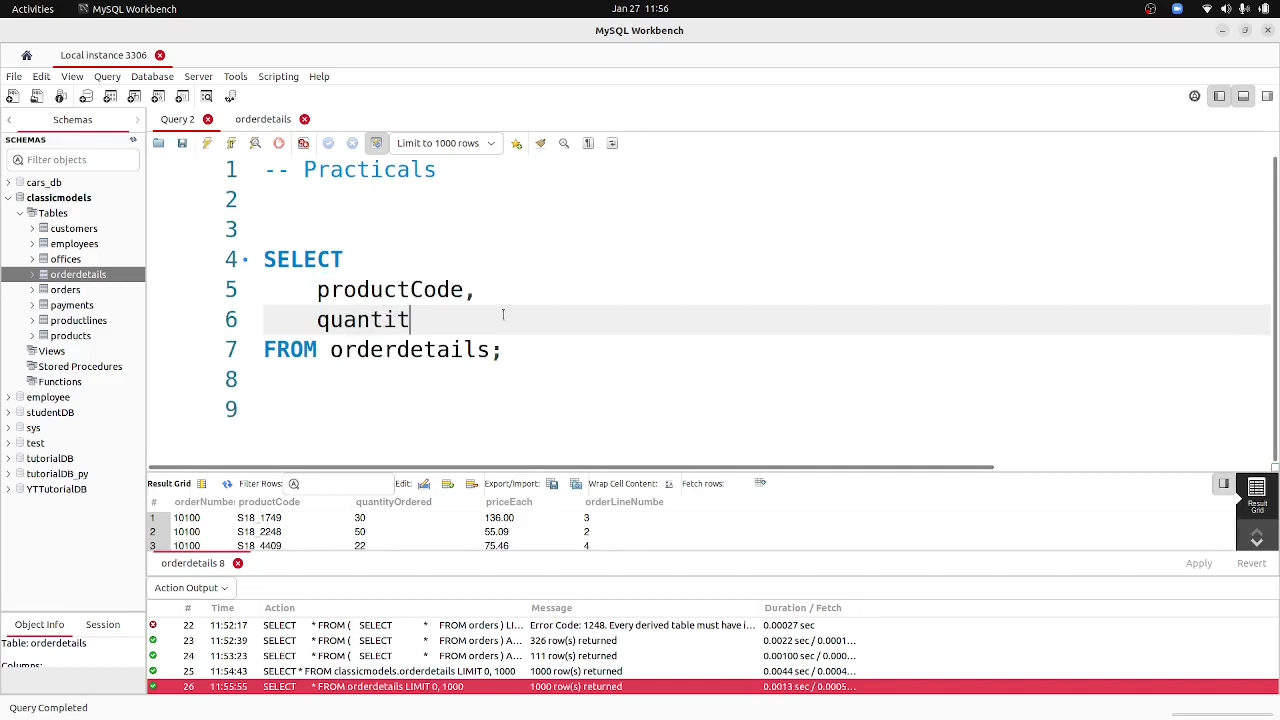 Activities MySQL Workbench Jan 27 11:56
MySQL Workbench
Local instance 3306
File Edit View Query Database Server Tools Scripting Help
Schemas Query 2 orderdetails
SCHEMAS Limit to 1000 rows
Filter objects
cars_db
classicmodels
Tables
customers
employees
offices
orderdetails
orders
payments
productlines
products
Views
Stored Procedures
Functions
employee
studentDB
sys
test
tutorialDB
tutorialDB_py
YTTutorialDB
1 -- Practicals
2
3
4 SELECT
5 productCode,
6 quantit
7 FROM orderdetails;
8
9
Result Grid Filter Rows: Edit: Export/Import: Wrap Cell Content: Fetch rows:
# orderNumber productCode quantityOrdered priceEach orderLineNumbe
1 10100 S18_1749 30 136.00 3
2 10100 S18_2248 50 55.09 2
3 10100 S18_4409 22 75.46 4
Result Grid
orderdetails 8 Apply Revert
Action Output
# Time Action Message Duration / Fetch
22 11:52:17 SELECT * FROM ( SELECT * FROM orders ) LI... Error Code: 1248. Every derived table must have i... 0.00027 sec
23 11:52:39 SELECT * FROM ( SELECT * FROM orders ) A... 326 row(s) returned 0.0022 sec / 0.0001...
24 11:53:23 SELECT * FROM ( SELECT * FROM orders ) A... 111 row(s) returned 0.00100 sec / 0.000...
25 11:54:43 SELECT * FROM classicmodels.orderdetails LIMIT 0, 1000 1000 row(s) returned 0.0044 sec / 0.0004...
26 11:55:55 SELECT * FROM orderdetails LIMIT 0, 1000 1000 row(s) returned 0.0013 sec / 0.0005...
Object Info Session
Table: orderdetails
Columns:
Query Completed